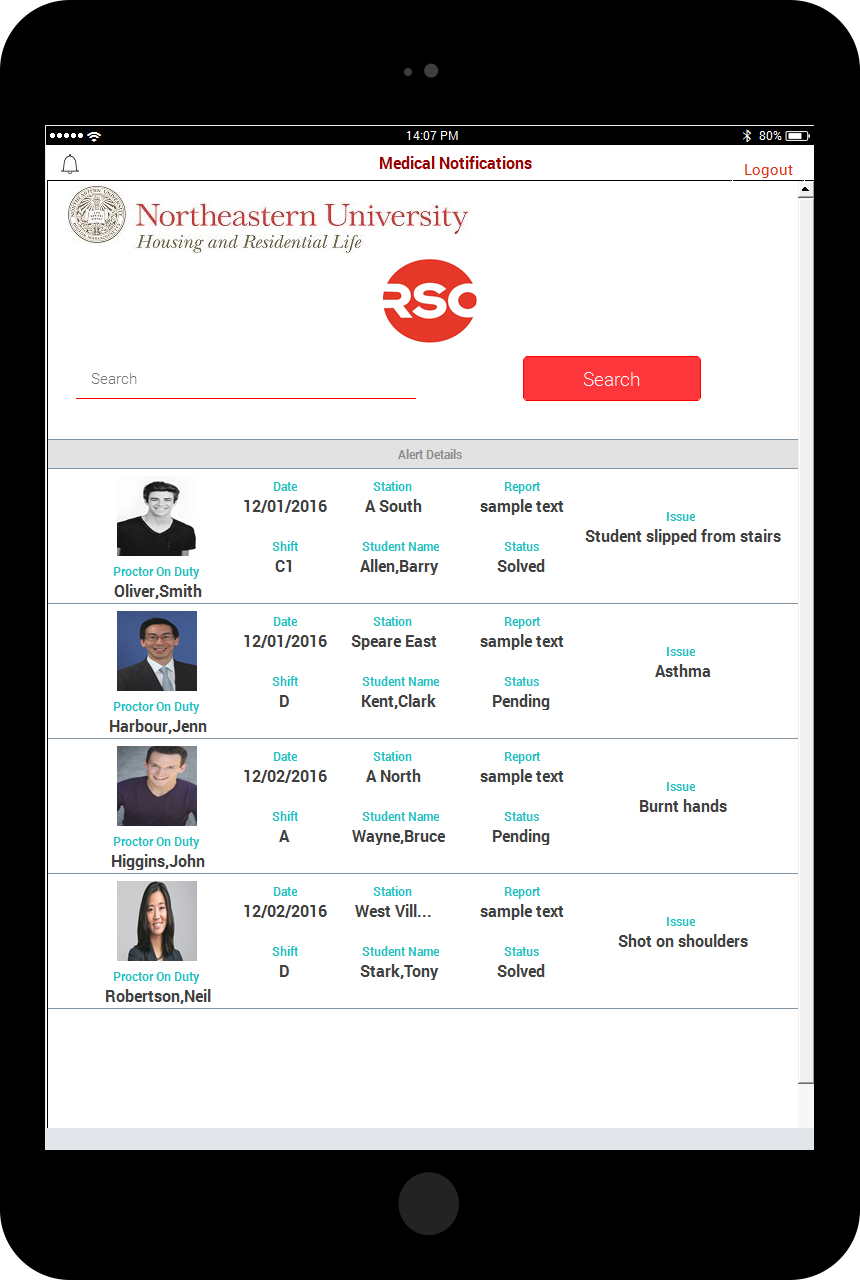 14:07 PM 80%
Medical Notifications
Logout
Northeastern University
Housing and Residential Life
RSO
Search Search
Alert Details
Date Station Report
12/01/2016 A South sample text
Issue
Student slipped from stairs
Shift Student Name Status
C1 Allen,Barry Solved
Proctor On Duty
Oliver,Smith
Date Station Report
12/01/2016 Speare East sample text
Issue
Asthma
Shift Student Name Status
D Kent,Clark Pending
Proctor On Duty
Harbour,Jenn
Date Station Report
12/02/2016 A North sample text
Issue
Burnt hands
Shift Student Name Status
A Wayne,Bruce Pending
Proctor On Duty
Higgins,John
Date Station Report
12/02/2016 West Vill... sample text
Issue
Shot on shoulders
Shift Student Name Status
D Stark,Tony Solved
Proctor On Duty
Robertson,Neil